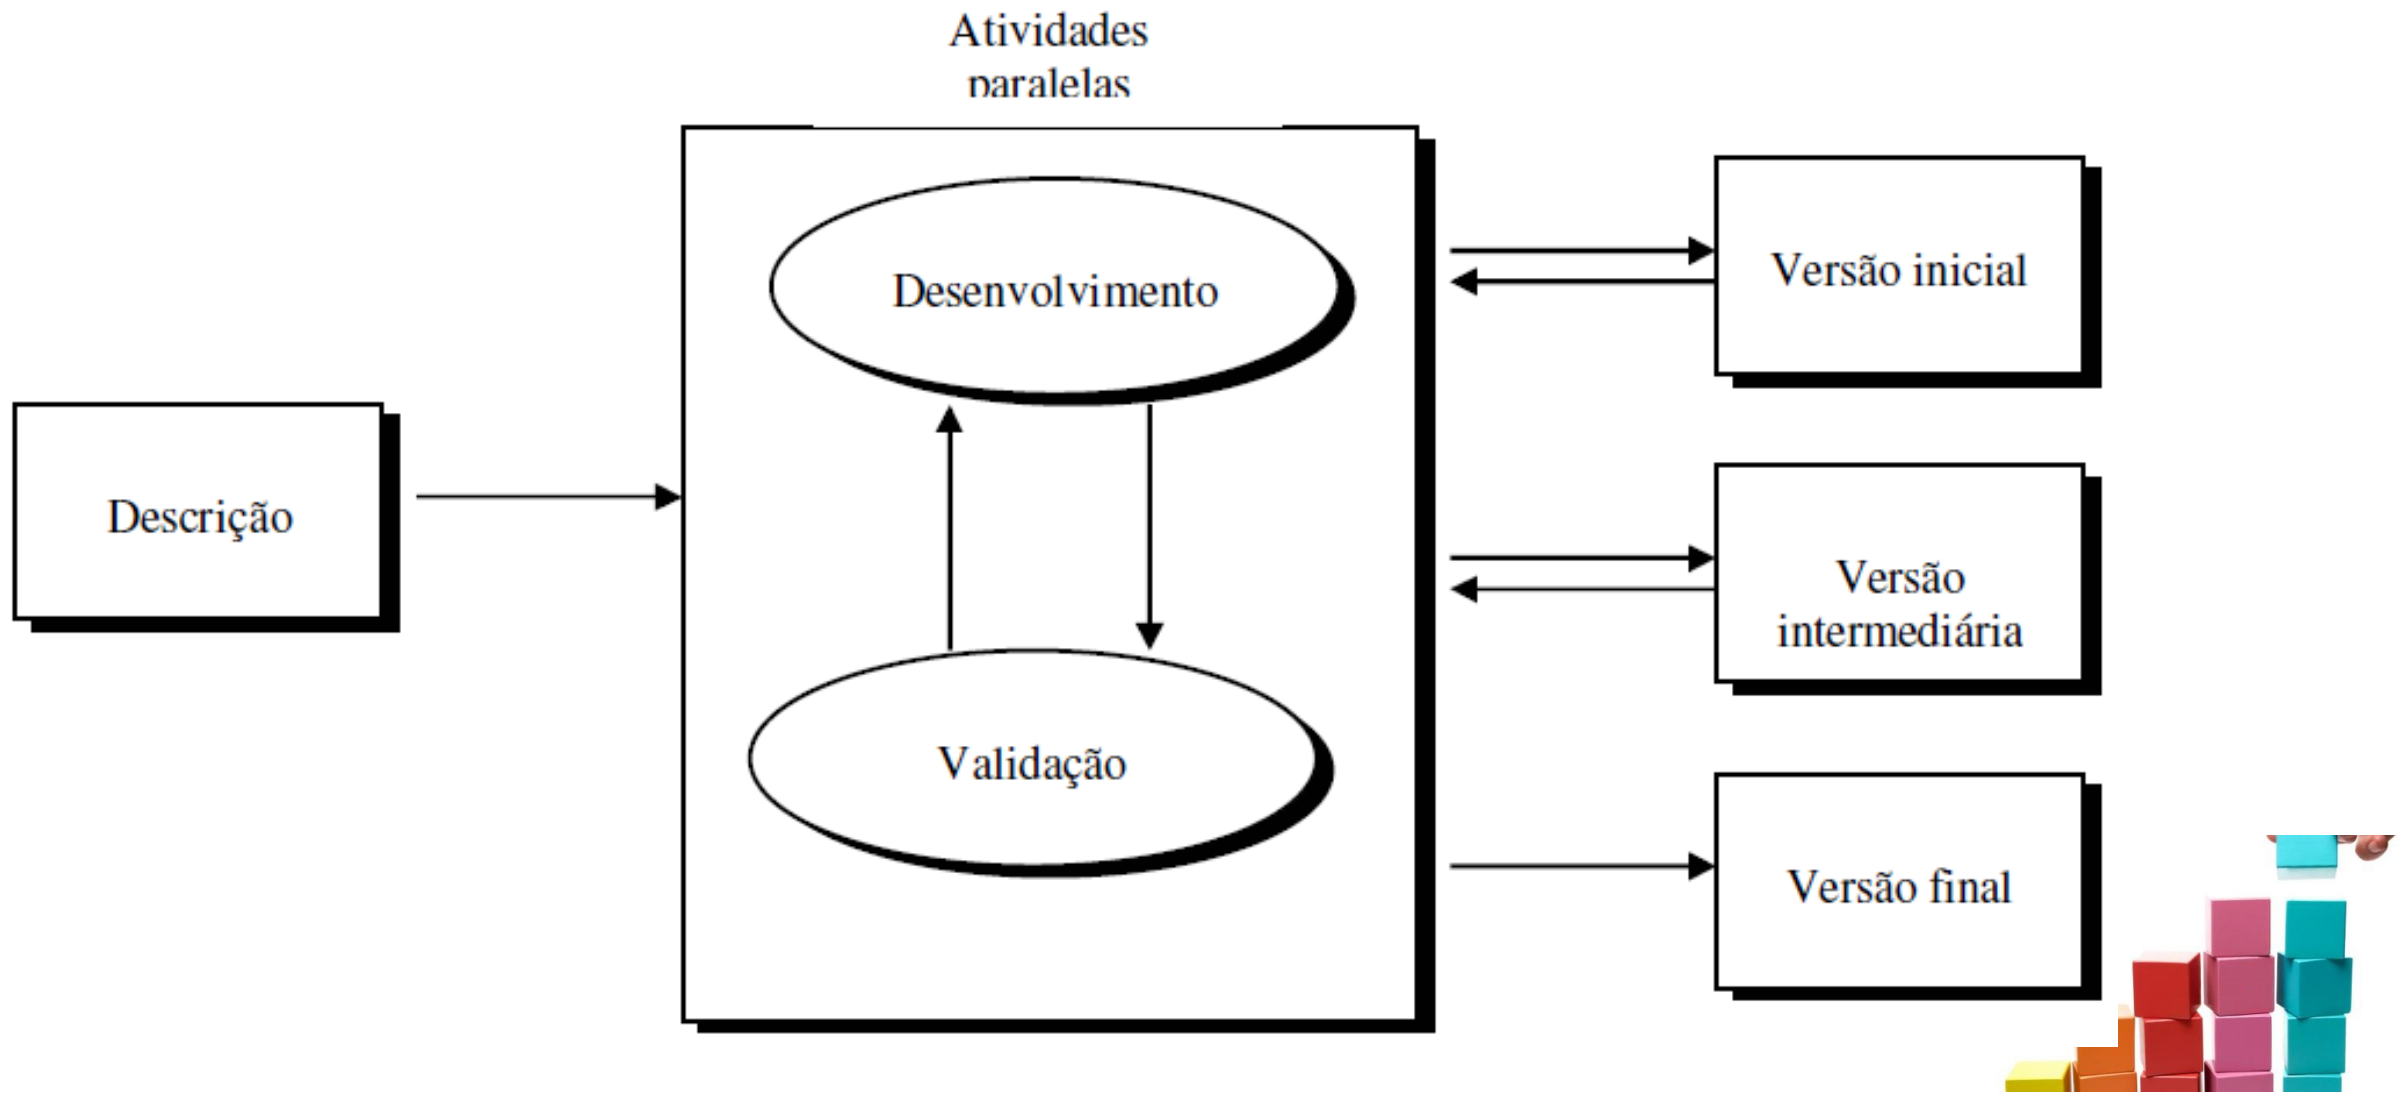 Atividades
paralelas
Desenvolvimento
Versão inicial
Descrição
Versão
intermediária
Validação
Versão final